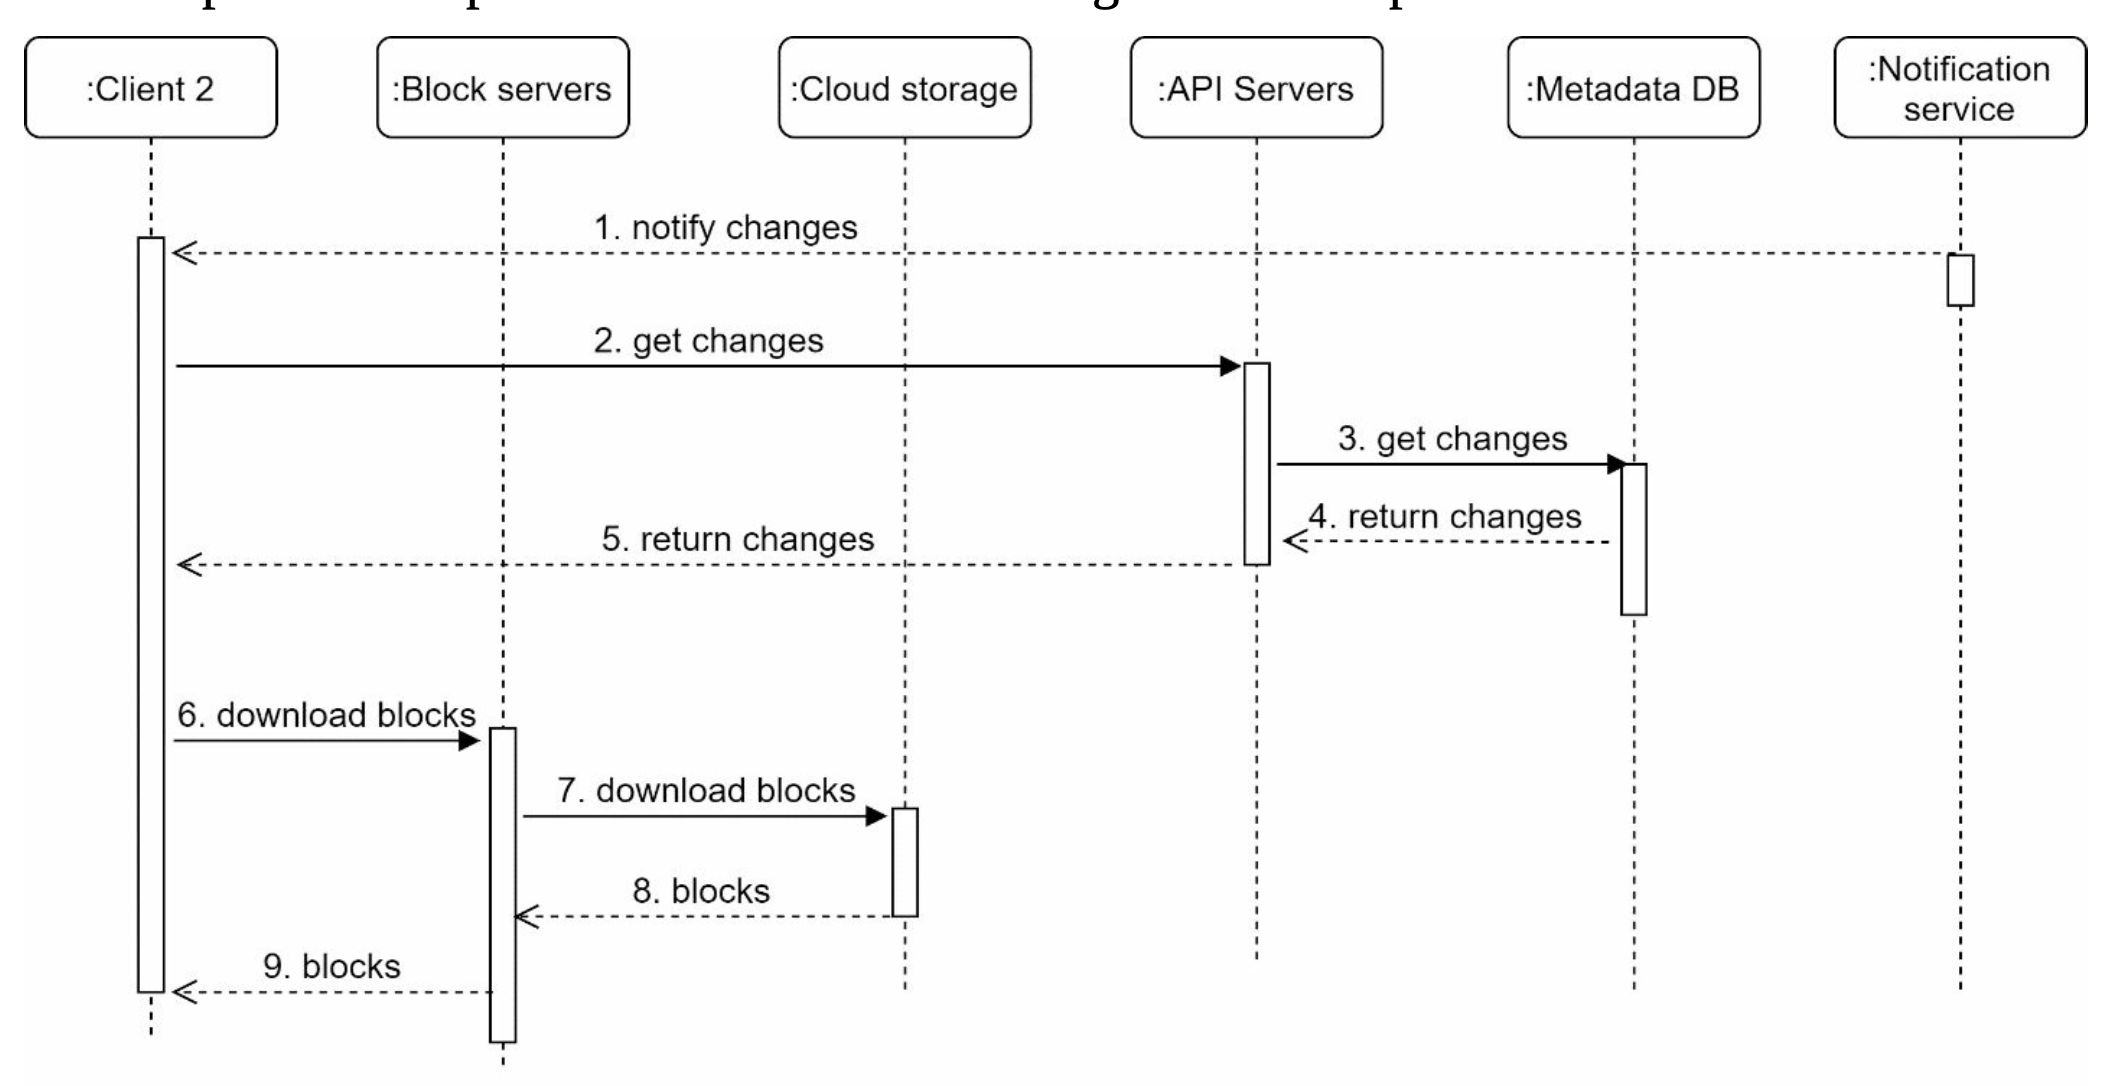 :Client 2
:Block servers
:Cloud storage
:API Servers
:Metadata DB
:Notification
service
1. notify changes
2. get changes
3. get changes
4. return changes
5. return changes
6. download blocks
7. download blocks
8. blocks
9. blocks